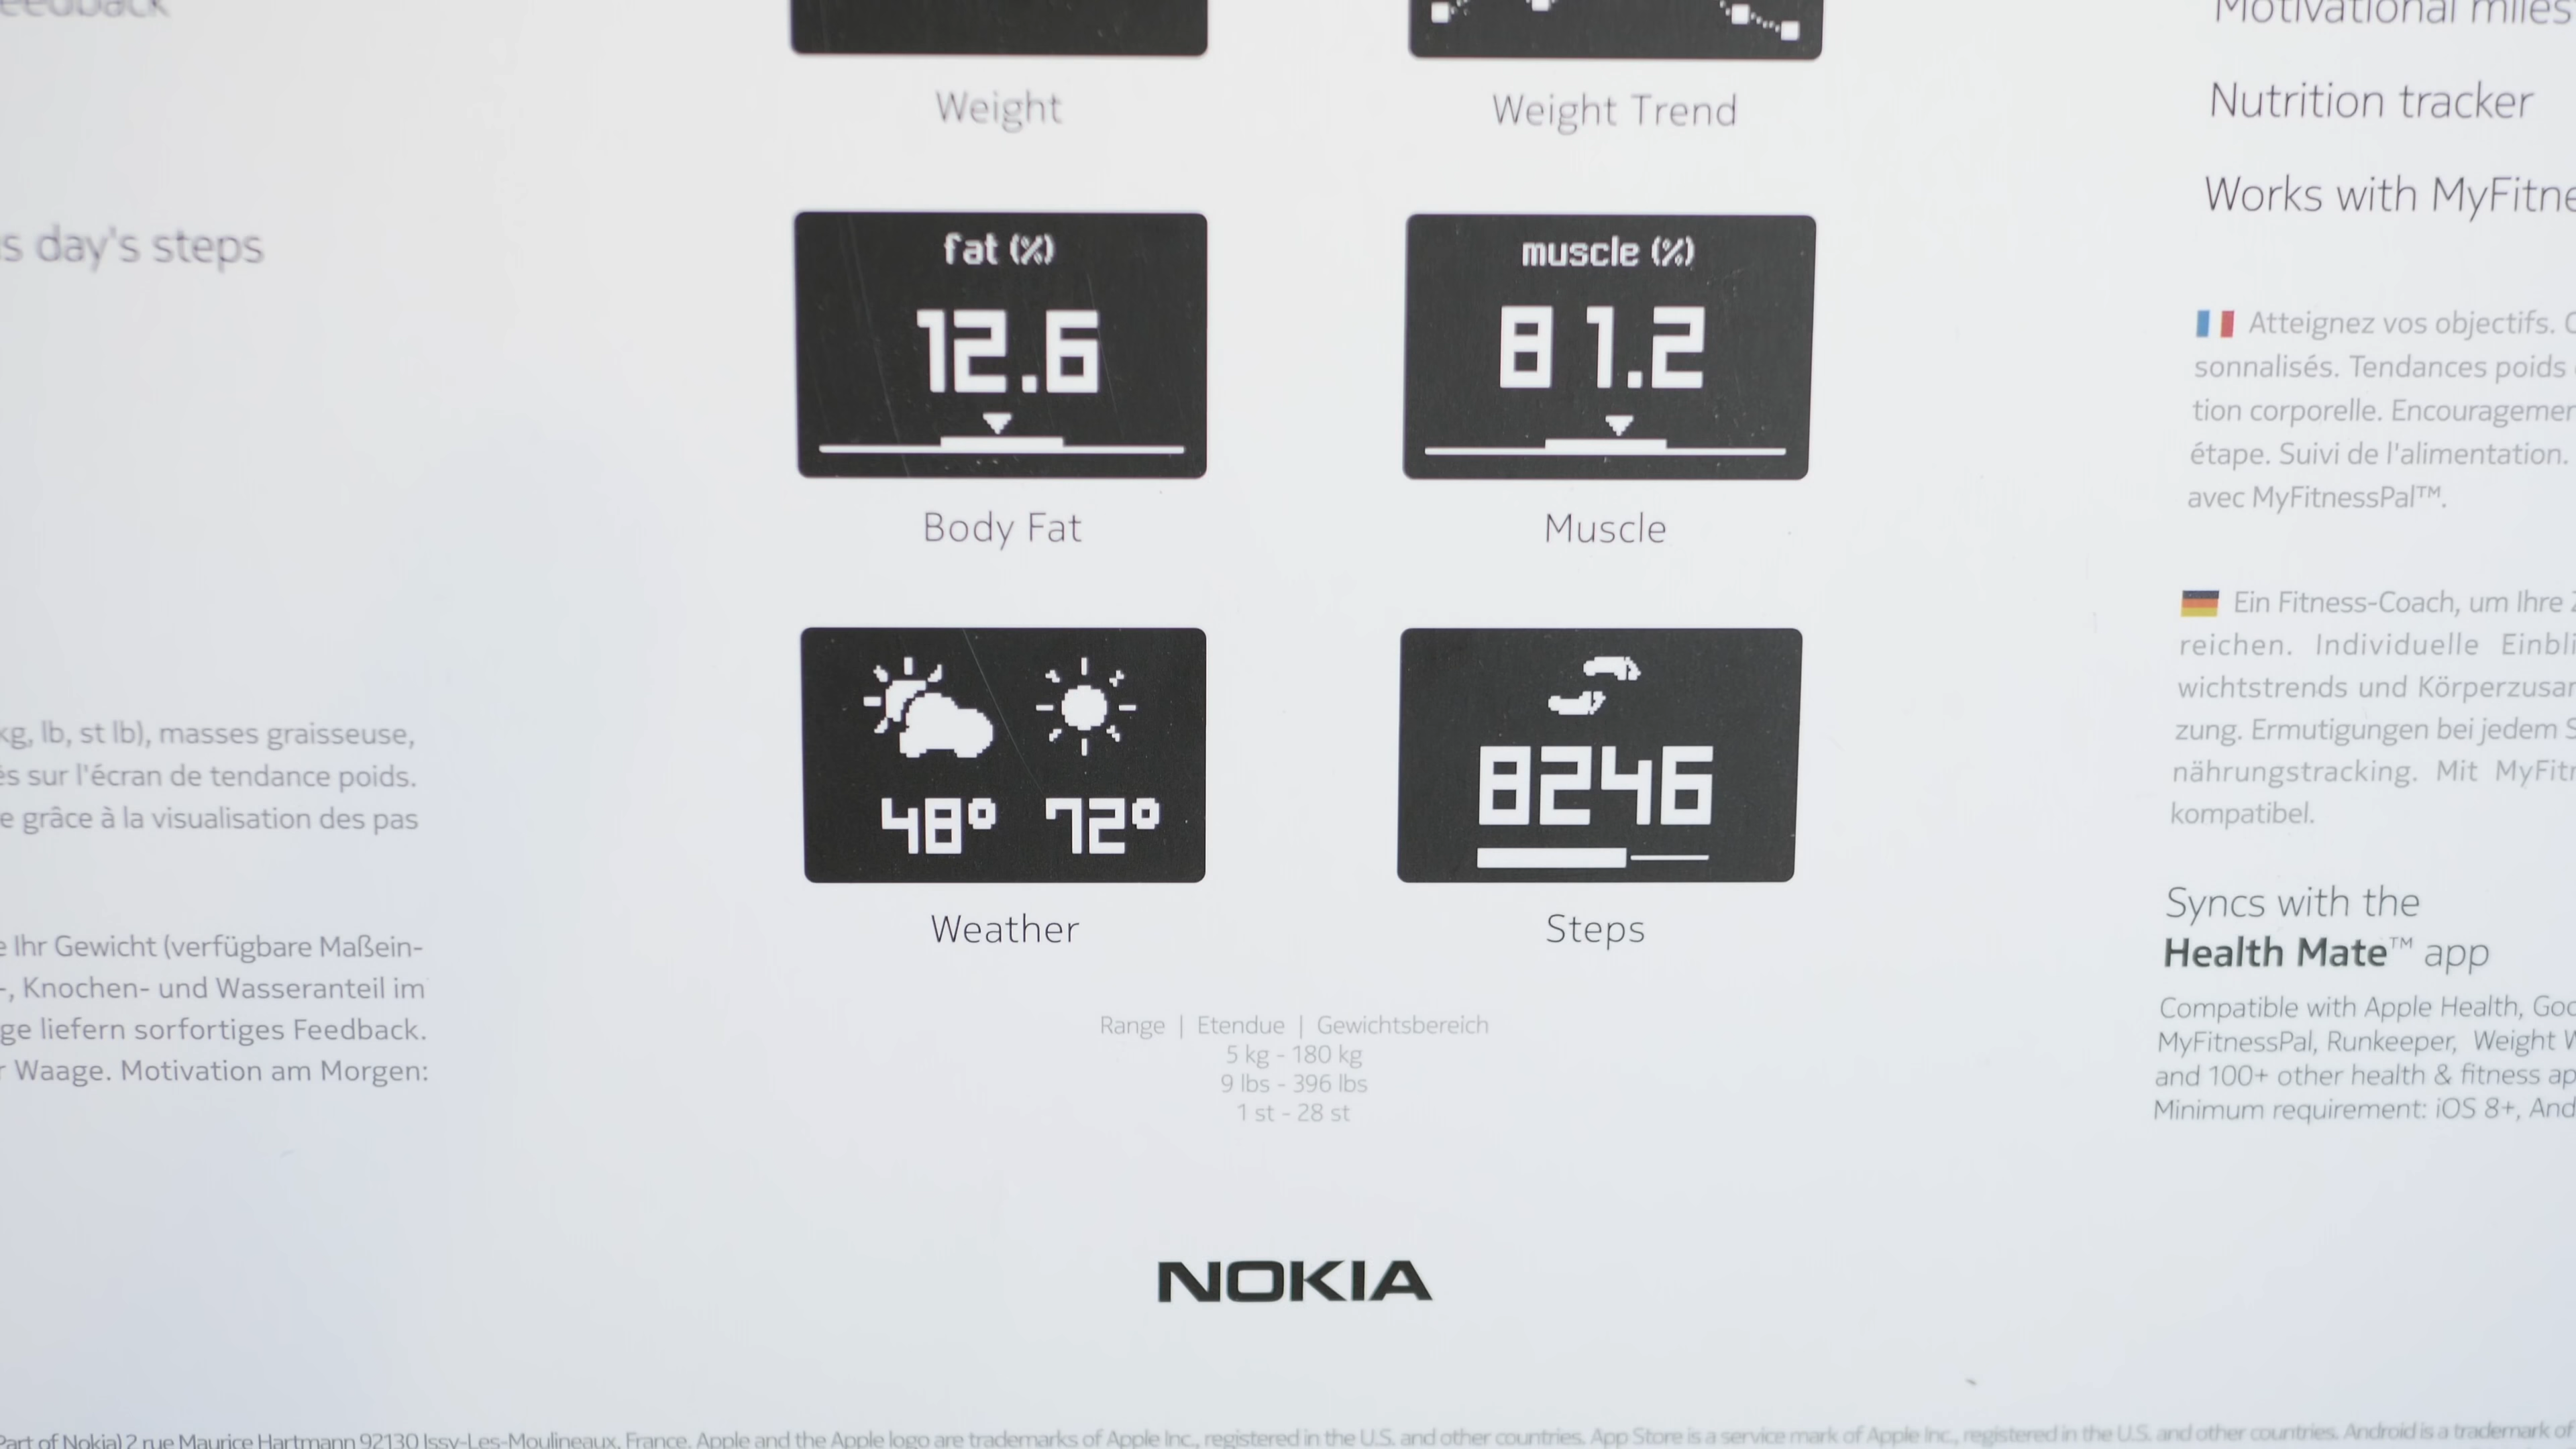 day's steps
kg, lb, st lb), masses graisseuse,
sur l'écran de tendance poids.
grâce à la visualisation des pas
Ihr Gewicht (verfügbare Maßein-
-, Knochen- und Wasseranteil im
liefern sorfortiges Feedback.
Waage. Motivation am Morgen:
Weight
Weight Trend
fat (%)
12.6
Body Fat
muscle (%)
81.2
Muscle
48° 72°
Weather
8246
Steps
Range | Etendue | Gewichtsbereich
5 kg - 180 kg
9 lbs - 396 lbs
1 st - 28 st
NOKIA
Motivational
Nutrition tracker
Works with
Atteignez vos objectifs.
sonnalisés. Tendances poids
tion corporelle.
étape. Suivi de l'alimentation.
avec MyFitnessPal™.
Ein Fitness-Coach, um Ihre
reichen. Individuelle
wichtstrends und
zung. Ermutigungen bei jedem
nährungstracking. Mit
kompatibel.
Syncs with the
Health Mate™ app
Compatible with Apple Health,
MyFitnessPal, Runkeeper, Weight
and 100+ other health & fitness
Minimum requirement: iOS 8+,
Part of Nokia) 2 rue Maurice Hartmann 92130 Issy-Les-Moulineaux, France. Apple and the Apple logo are trademarks of Apple Inc., registered in the U.S. and other countries. App Store is a service mark of Apple Inc., registered in the U.S. and other countries. Android is a trademark of